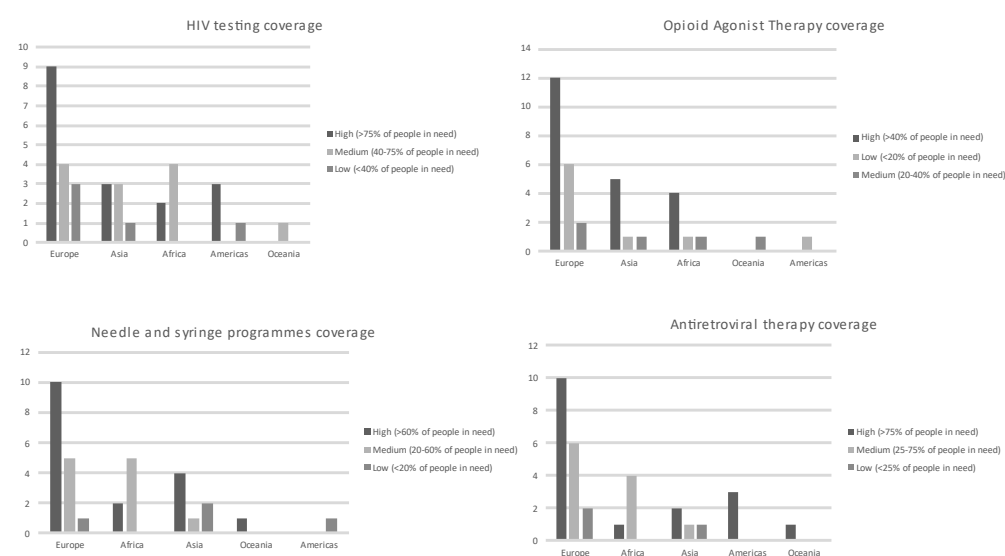 HIV testing coverage
10
9
8
7
6
5
4
3
2
1
0
Europe Asia Africa Americas Oceania
High (>75% of people in need)
Medium (40-75% of people in need)
Low (<40% of people in need)
Opioid Agonist Therapy coverage
14
12
10
8
6
4
2
0
Europe Asia Africa Oceania Americas
High (>40% of people in need)
Low (<20% of people in need)
Medium (20-40% of people in need)
Needle and syringe programmes coverage
12
10
8
6
4
2
0
Europe Africa Asia Oceania Americas
High (>60% of people in need)
Medium (20-60% of people in need)
Low (<20% of people in need)
Antiretroviral therapy coverage
12
10
8
6
4
2
0
Europe Africa Asia Americas Oceania
High (>75% of people in need)
Medium (25-75% of people in need)
Low (<25% of people in need)